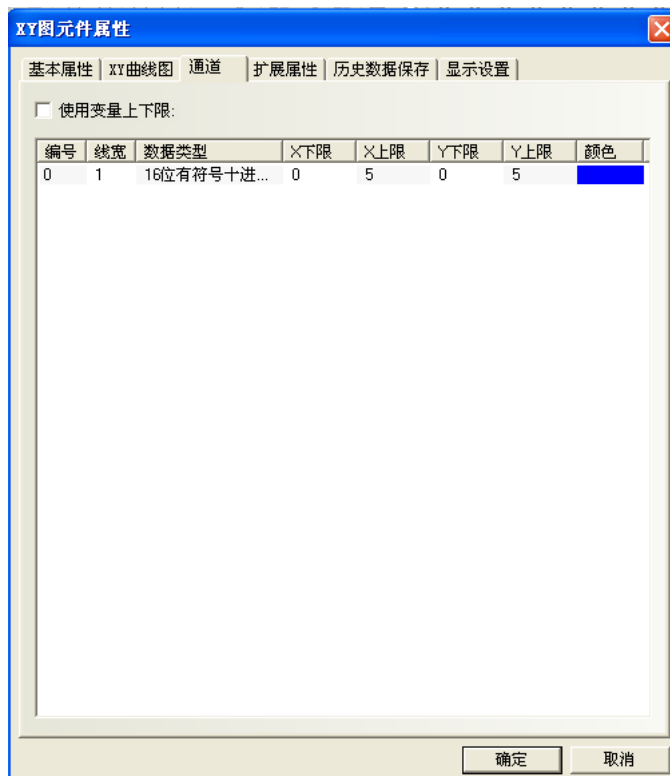 XY图元件属性
基本属性 XY曲线图 通道 扩展属性 历史数据保存 显示设置
使用变量上下限:
编号 线宽 数据类型 X下限 X上限 Y下限 Y上限 颜色
0 1 16位有符号十进... 0 5 0 5
确定 取消